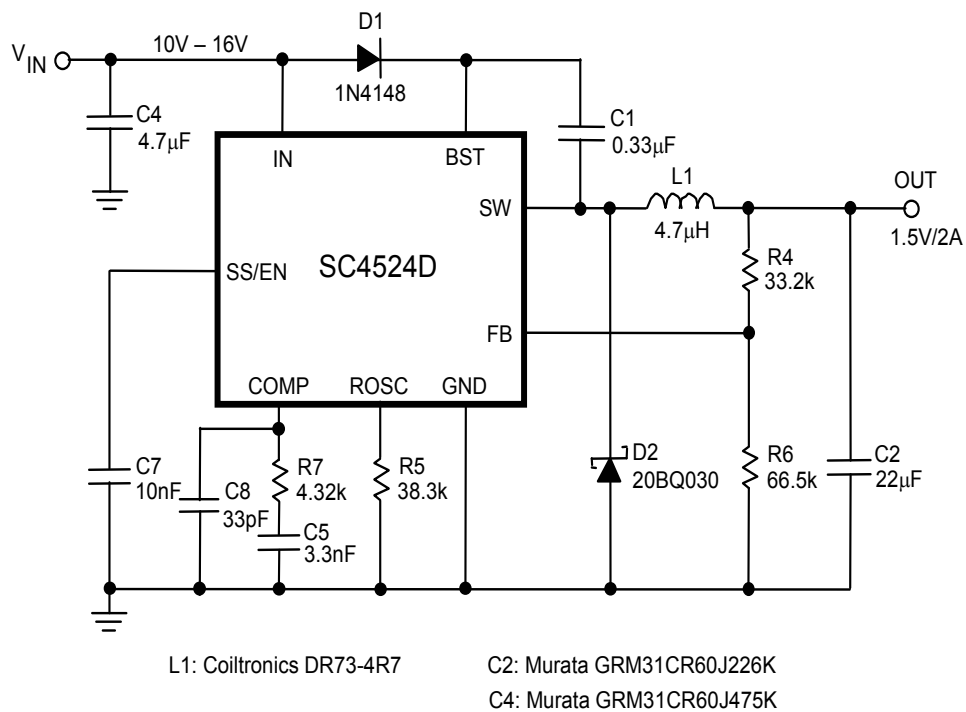 D1
V IN
10V – 16V
1N4148
C4
4.7µF
C1
0.33µF
IN
BST
L1
OUT
SW
4.7µH
1.5V/2A
SS/EN
SC4524D
R4
33.2k
FB
COMP
ROSC
GND
C7
10nF
C8
33pF
R7
4.32k
R5
38.3k
D2
20BQ030
R6
66.5k
C2
22µF
C5
3.3nF
L1: Coiltronics DR73-4R7
C2: Murata GRM31CR60J226K
C4: Murata GRM31CR60J475K